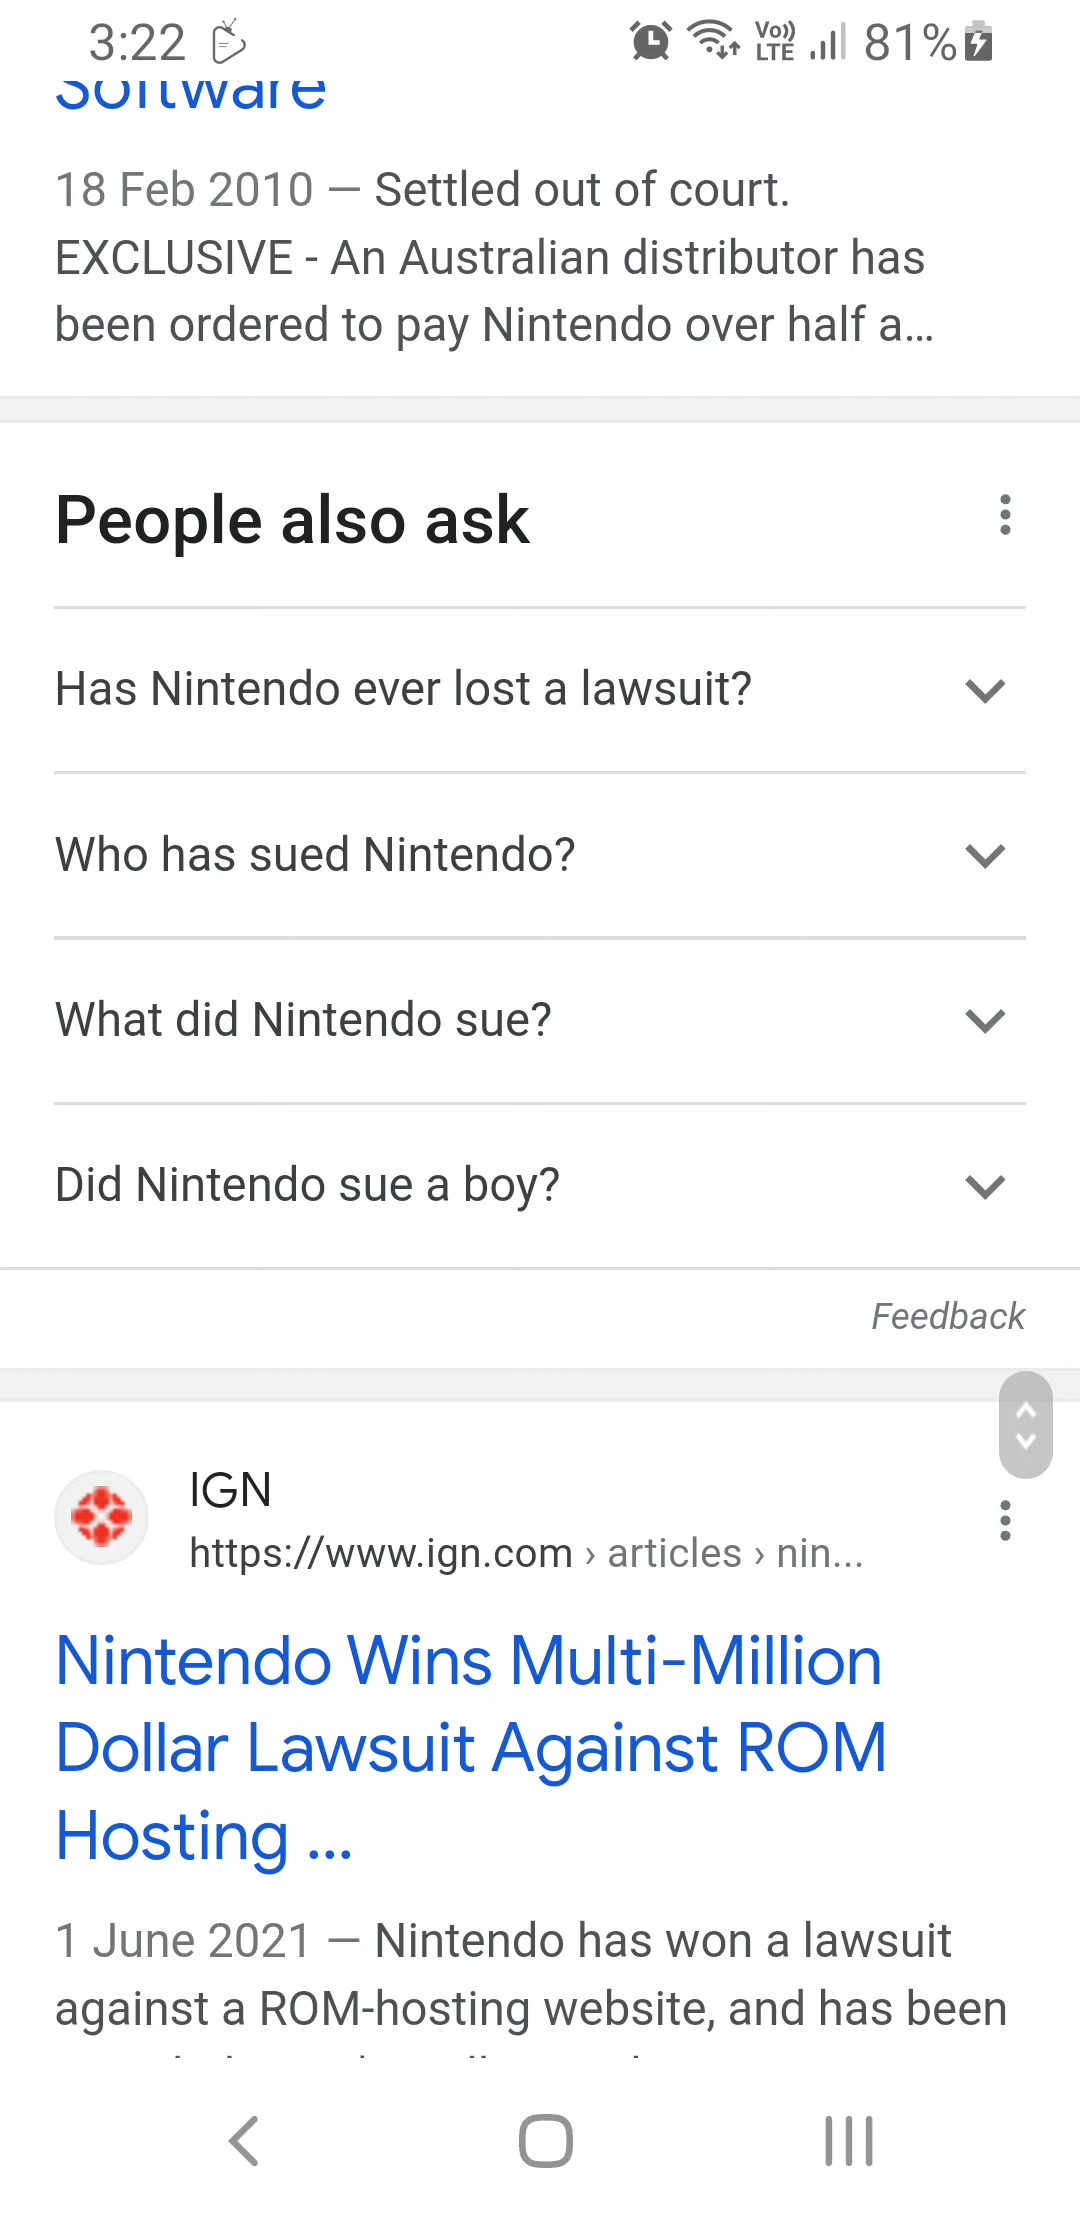 3:22
Vo)) LTE
81%
Software
18 Feb 2010 — Settled out of court.
EXCLUSIVE - An Australian distributor has
been ordered to pay Nintendo over half a...
People also ask
Has Nintendo ever lost a lawsuit?
Who has sued Nintendo?
What did Nintendo sue?
Did Nintendo sue a boy?
Feedback
IGN
https://www.ign.com › articles › nin...
Nintendo Wins Multi-Million
Dollar Lawsuit Against ROM
Hosting ...
1 June 2021 — Nintendo has won a lawsuit
against a ROM-hosting website, and has been